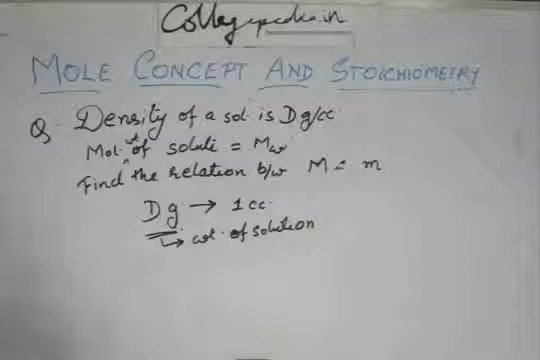 Collegepedia.in
MOLE CONCEPT AND STOICHIOMETRY
Q. Density of a sol. is D g/cc
Mol. wt of solute = Mw
Find the relation b/w M & m
D g → 1 cc.
↳ wt. of solution